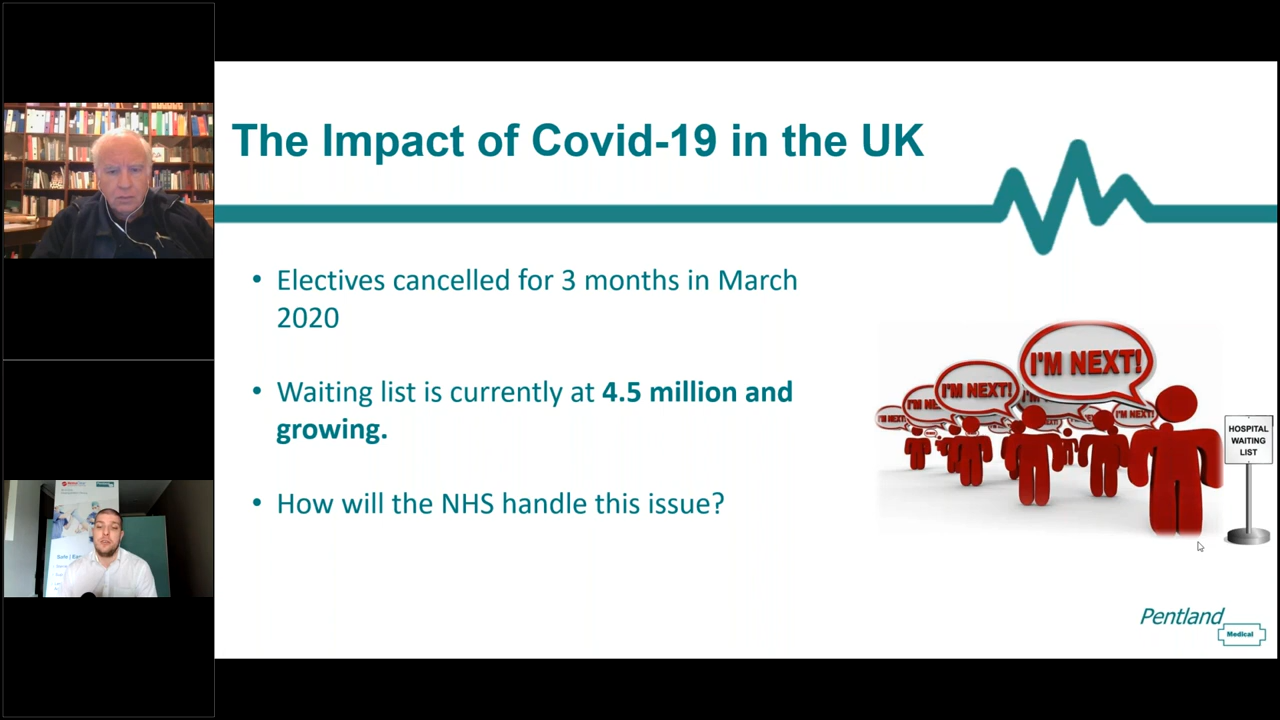 The Impact of Covid-19 in the UK
• Electives cancelled for 3 months in March
2020
• Waiting list is currently at 4.5 million and
growing.
• How will the NHS handle this issue?
I'M NEXT!
I'M NEXT!
I'M NEXT!
I'M NEXT!
HOSPITAL
WAITING
LIST
Pentland
Medical